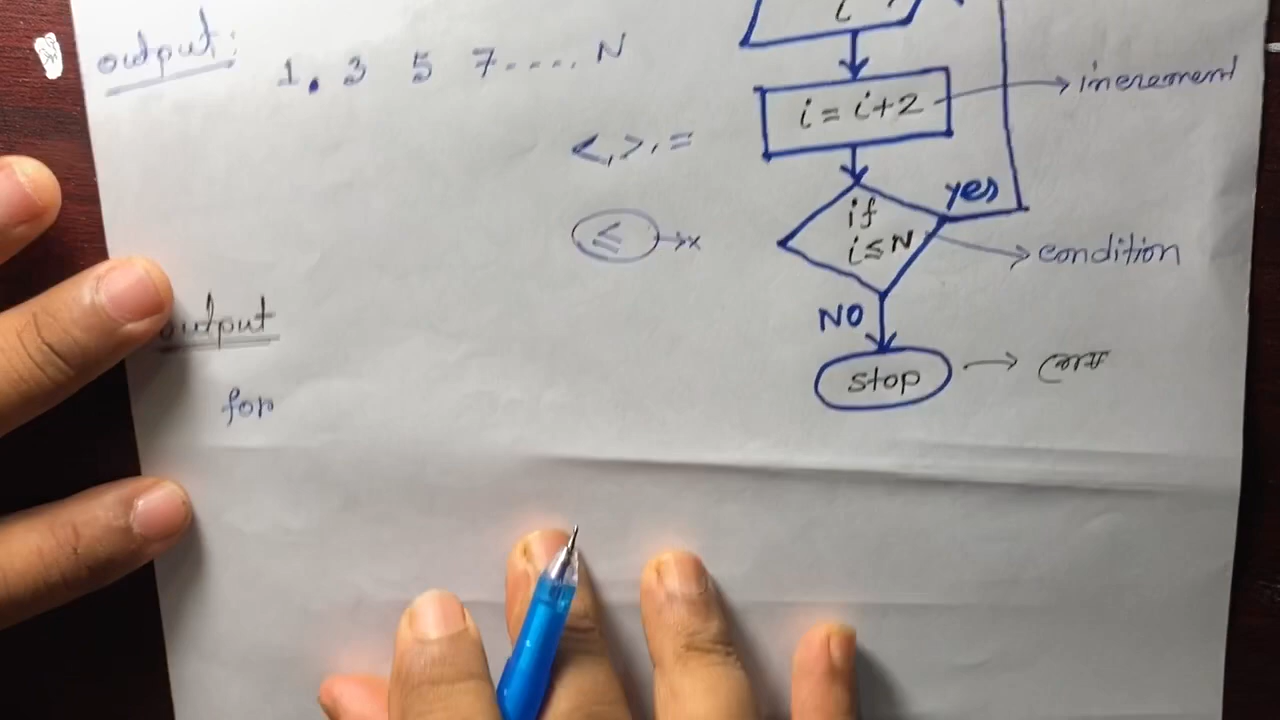 output:
1. 3 5 7.... N
<, >, =
≤ → x
output
for
i
i = i+2
increment
if
i ≤ N
yes
condition
NO
stop